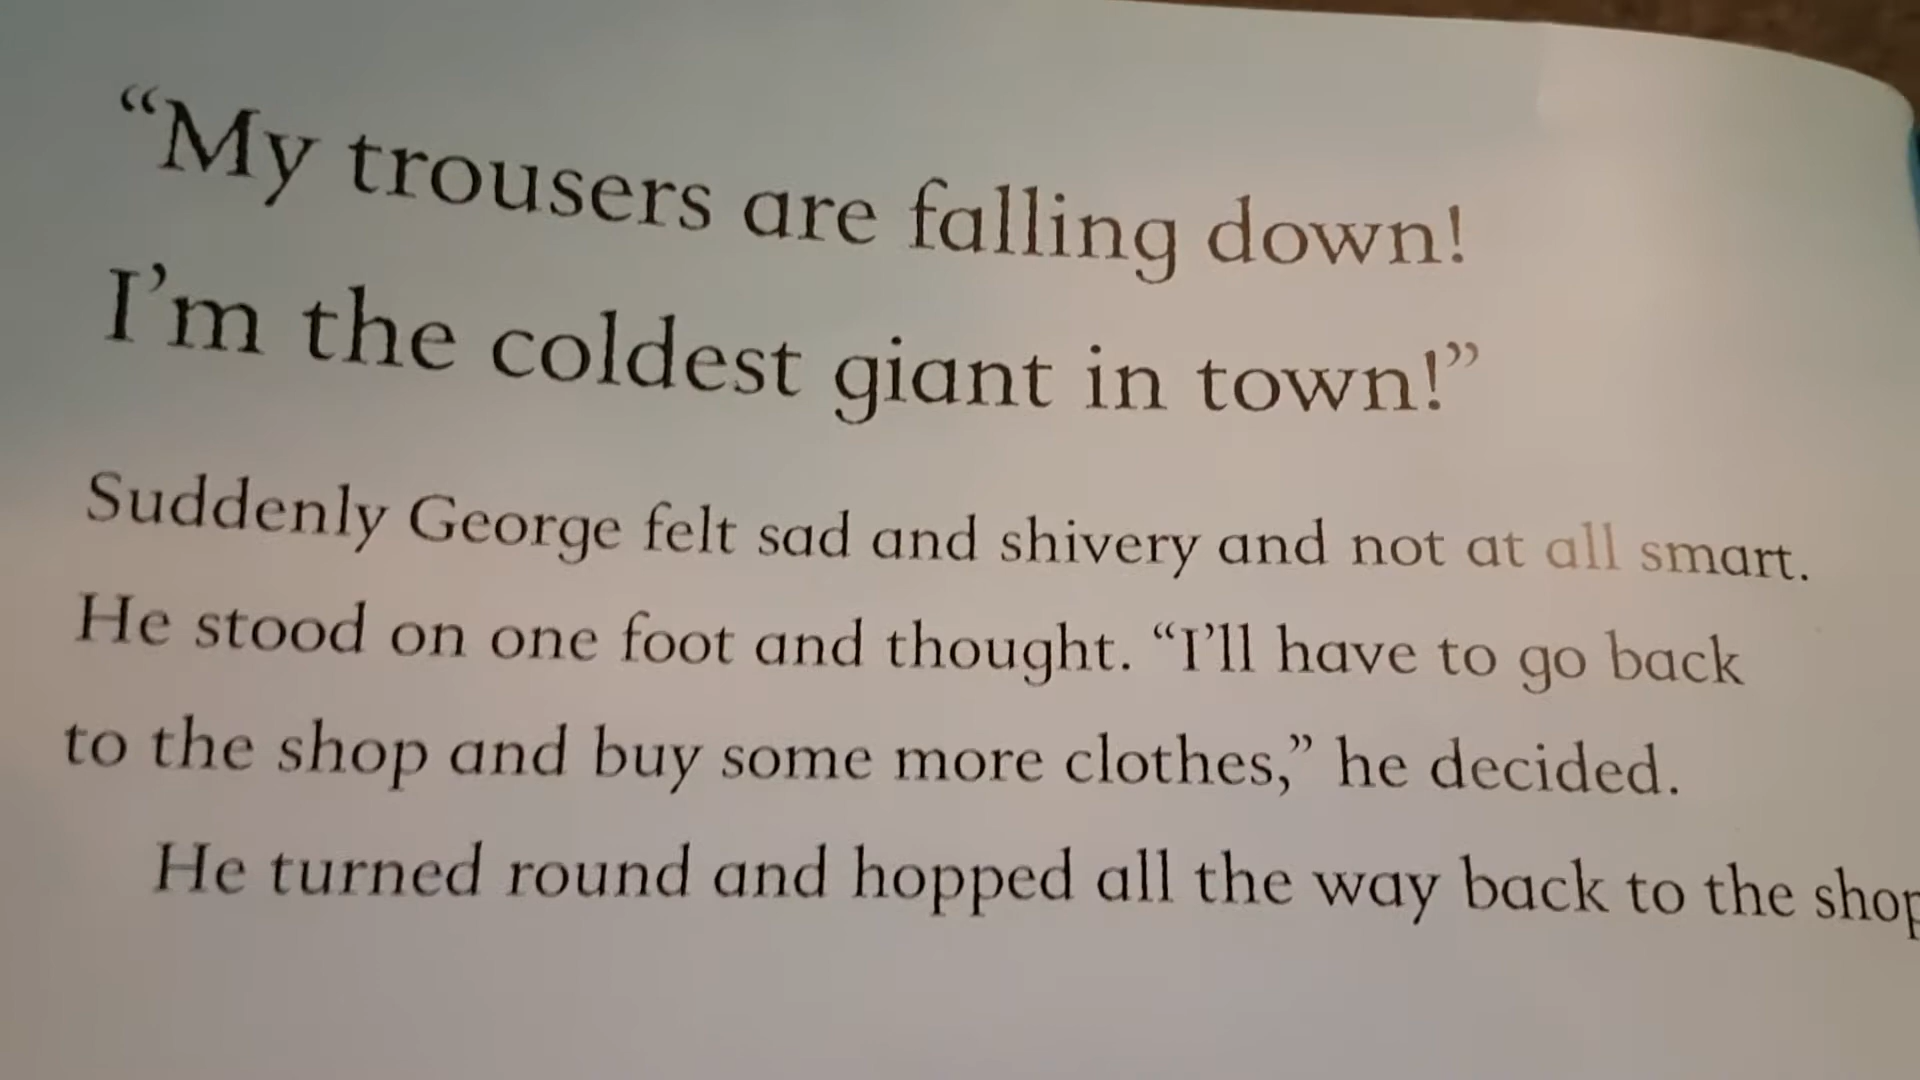 “My trousers are falling down!
I’m the coldest giant in town!”
Suddenly George felt sad and shivery and not at all smart.
He stood on one foot and thought. “I’ll have to go back
to the shop and buy some more clothes,” he decided.
He turned round and hopped all the way back to the shop